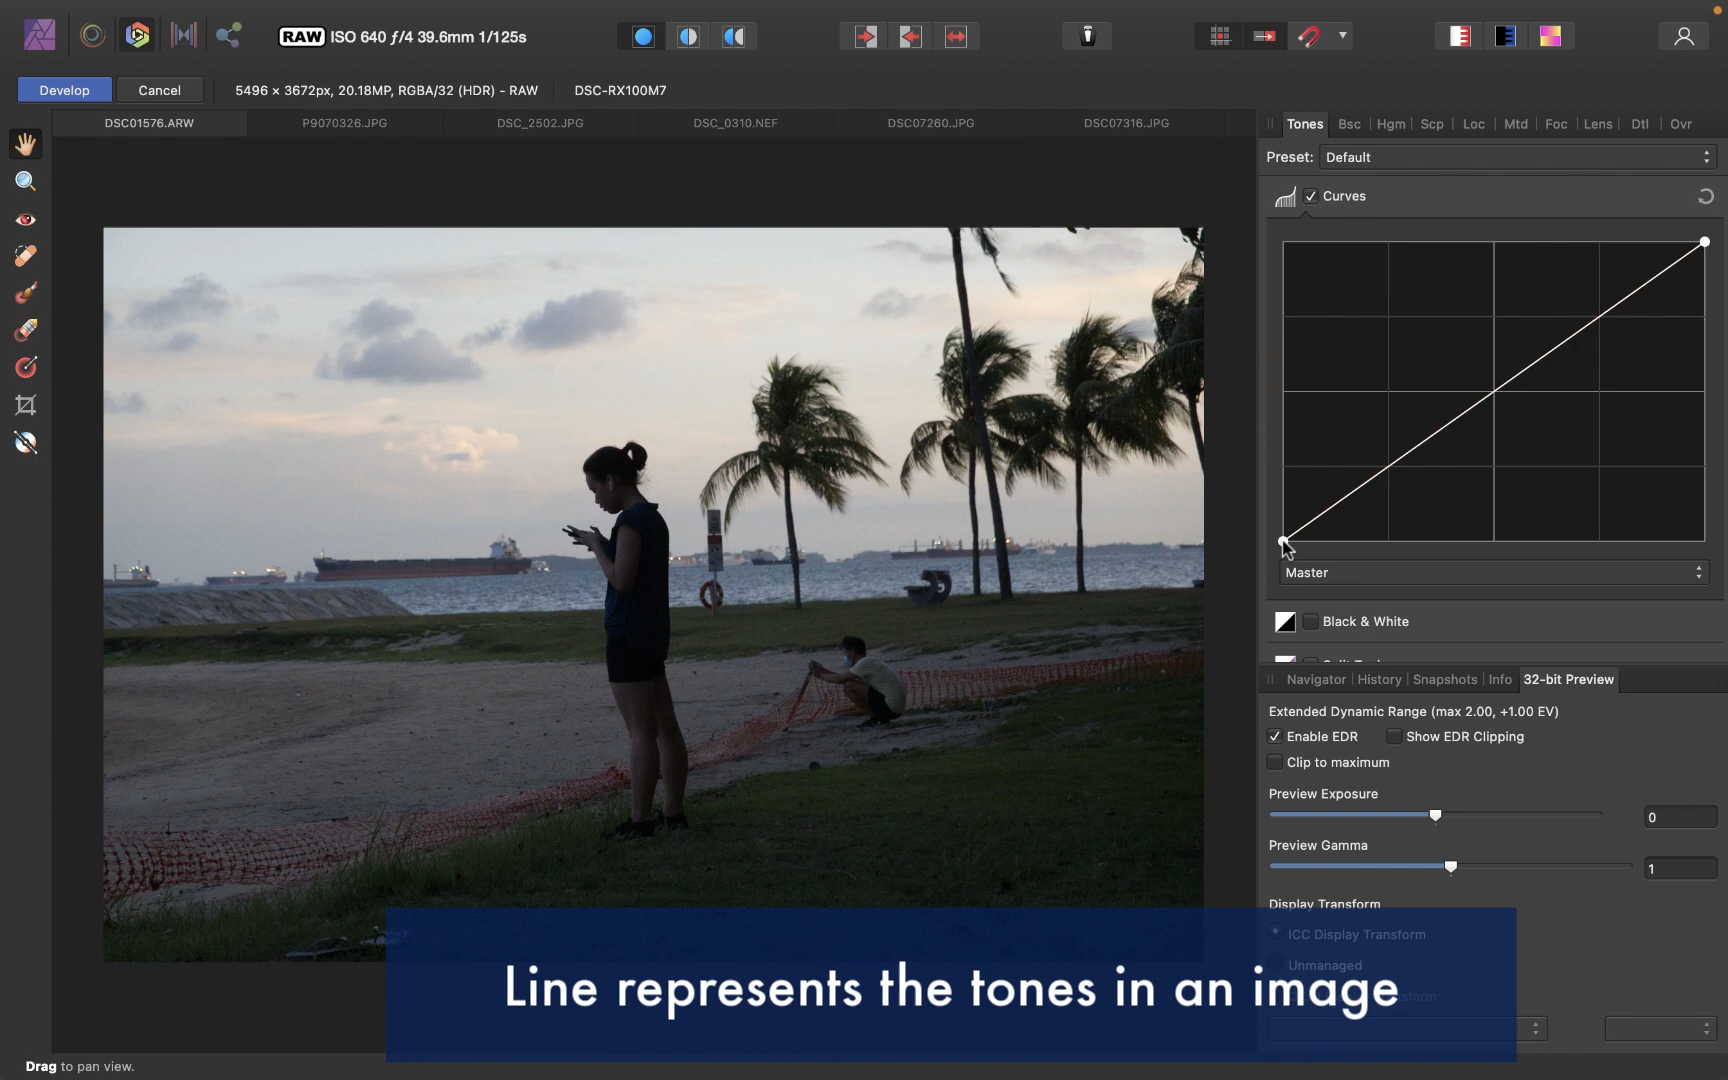 RAW ISO 640 ƒ/4 39.6mm 1/125s
Develop
Cancel
5496 × 3672px, 20.18MP, RGBA/32 (HDR) - RAW
DSC-RX100M7
DSC01576.ARW
P9070326.JPG
DSC_2502.JPG
DSC_0310.NEF
DSC07260.JPG
DSC07316.JPG
Tones Bsc Hgm Scp Loc Mtd Foc Lens Dtl Ovr
Preset: Default
Curves
Master
Black & White
Navigator History Snapshots Info 32-bit Preview
Extended Dynamic Range (max 2.00, +1.00 EV)
Enable EDR Show EDR Clipping
Clip to maximum
Preview Exposure
0
Preview Gamma
1
Display Transform
ICC Display Transform
Unmanaged
Line represents the tones in an image
Drag to pan view.